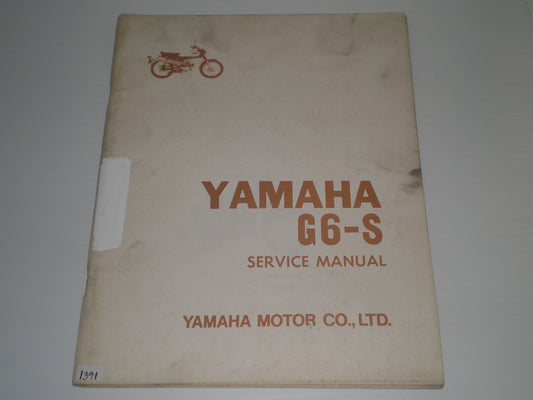 YAMAHA
G6-S
SERVICE MANUAL
YAMAHA MOTOR CO., LTD.
1391